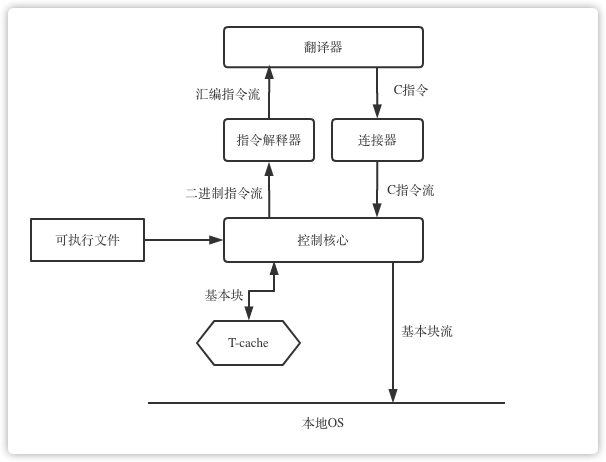 翻译器
汇编指令流
C指令
指令解释器
连接器
二进制指令流
C指令流
可执行文件
控制核心
基本块
基本块流
T-cache
本地OS